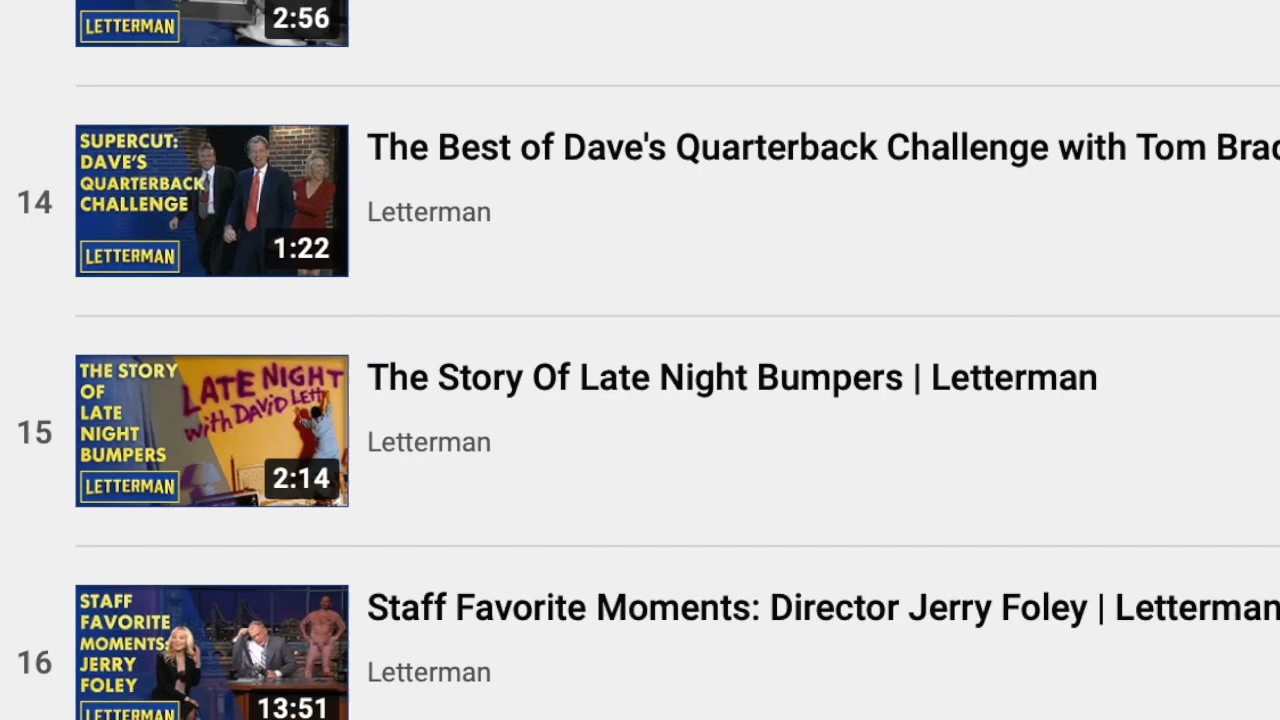 LETTERMAN
2:56
14
SUPERCUT:
DAVE'S
QUARTERBACK
CHALLENGE
LETTERMAN
1:22
The Best of Dave's Quarterback Challenge with Tom Brad
Letterman
15
THE STORY
OF
LATE
NIGHT
BUMPERS
LETTERMAN
LATE NIGHT
with DAVID Lett
2:14
The Story Of Late Night Bumpers | Letterman
Letterman
16
STAFF
FAVORITE
MOMENTS:
JERRY
FOLEY
LETTERMAN
13:51
Staff Favorite Moments: Director Jerry Foley | Letterman
Letterman